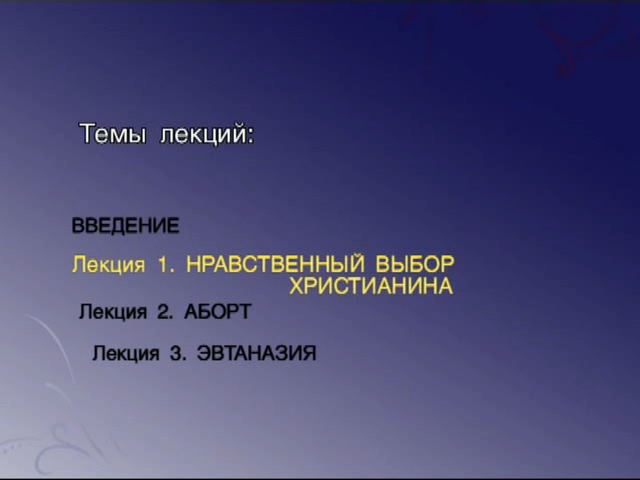 Темы лекций:
ВВЕДЕНИЕ
Лекция 1. НРАВСТВЕННЫЙ ВЫБОР
ХРИСТИАНИНА
Лекция 2. АБОРТ
Лекция 3. ЭВТАНАЗИЯ